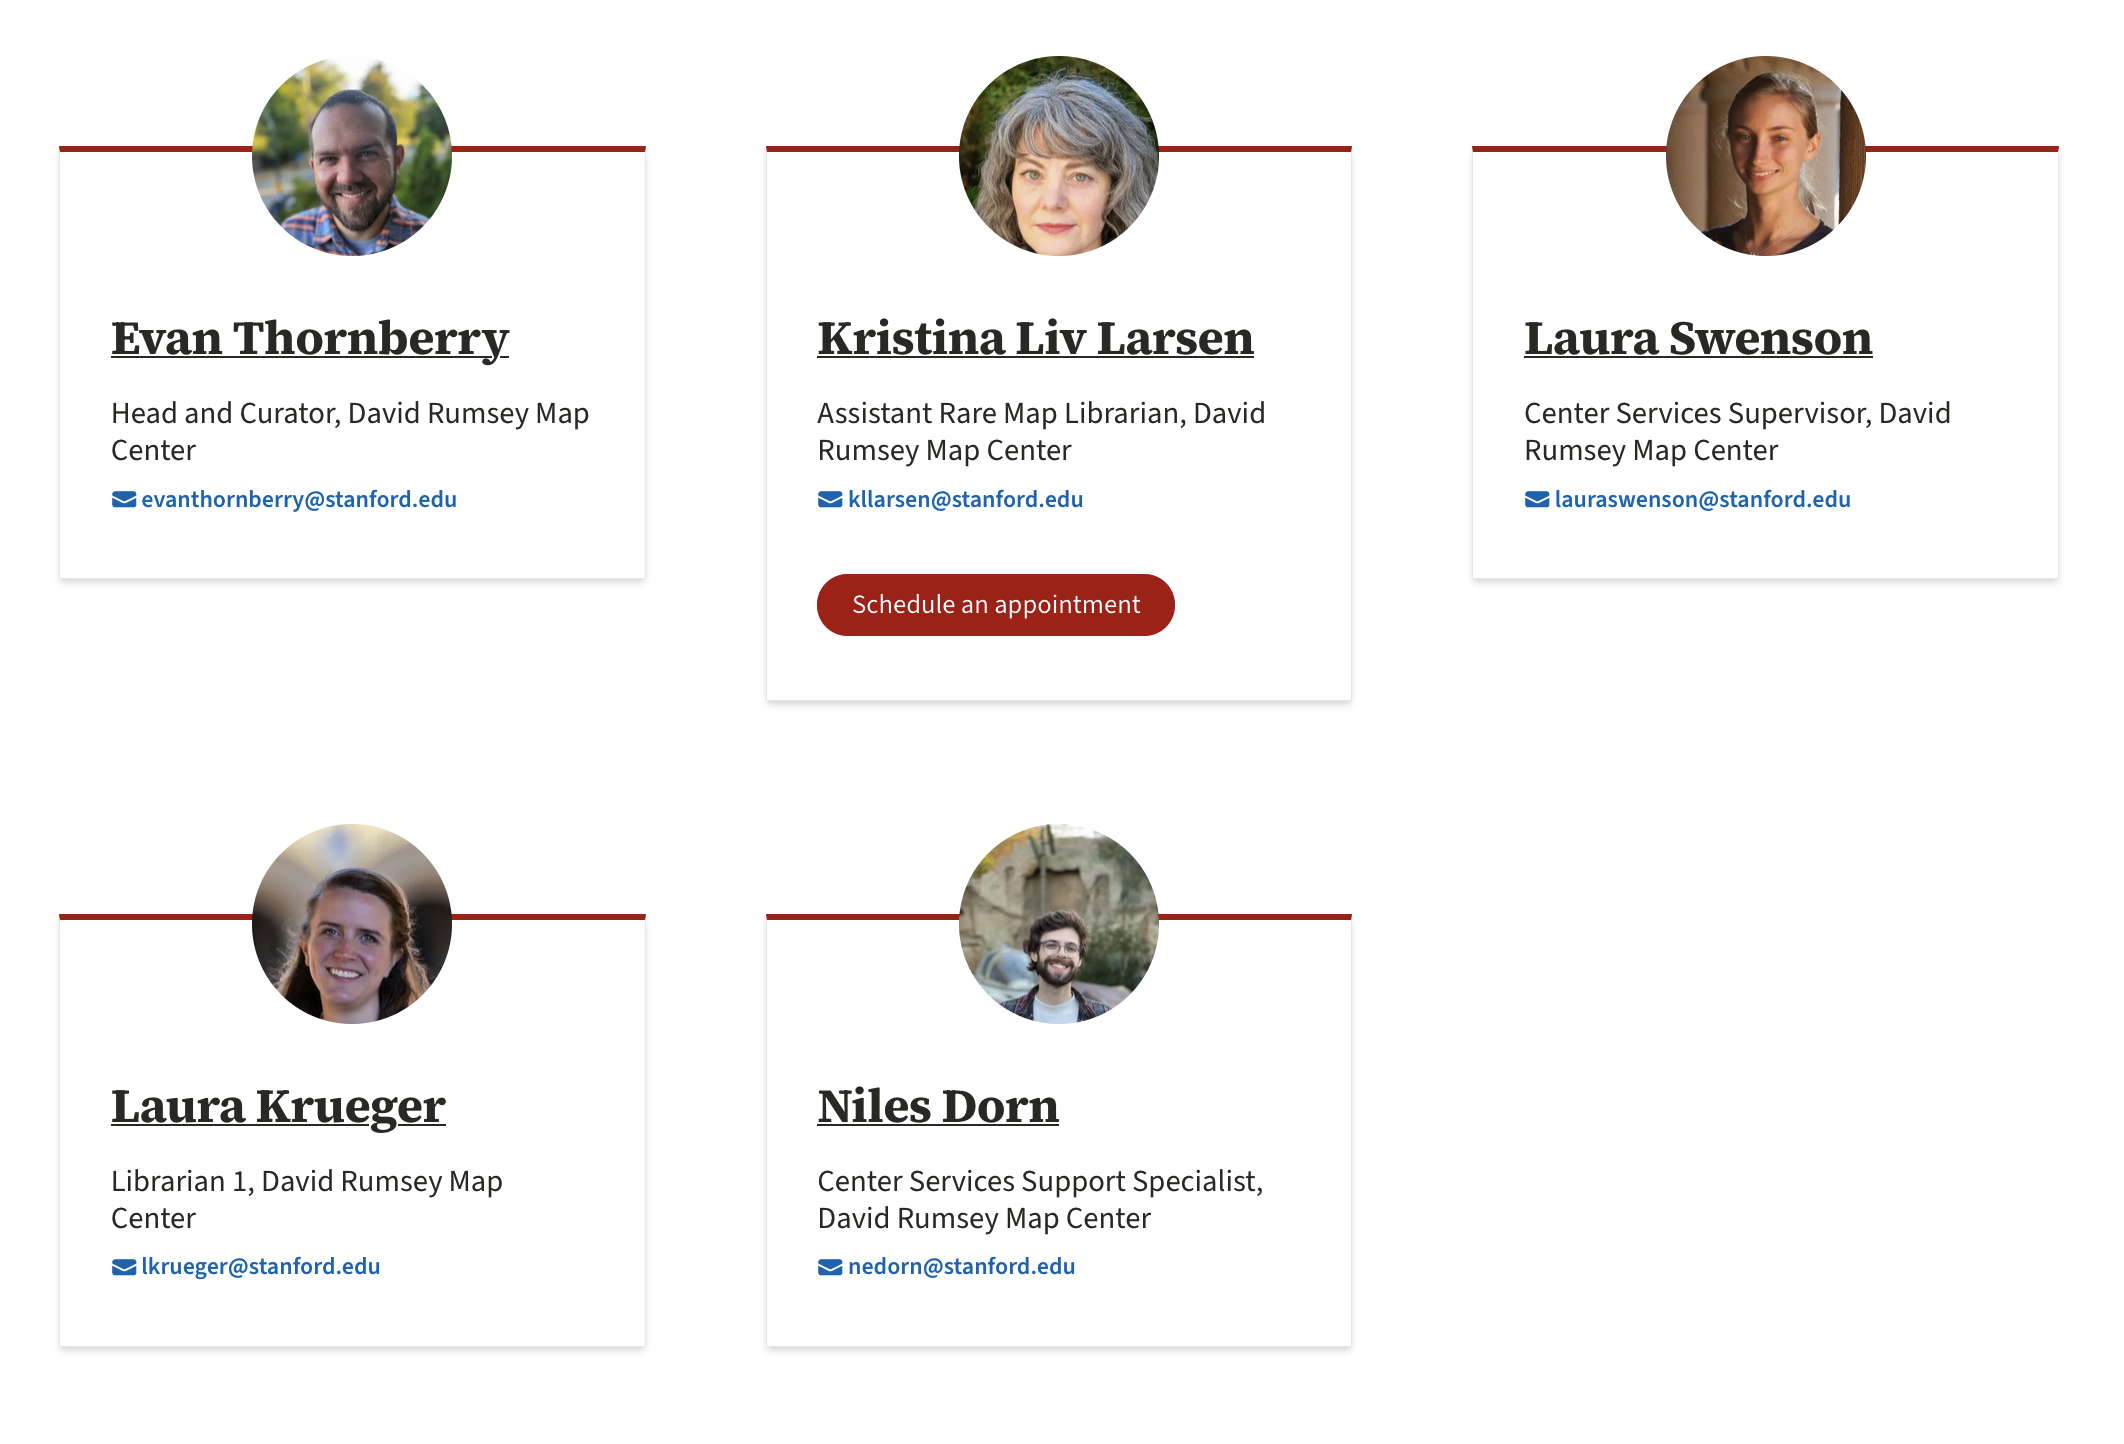 Evan Thornberry
Head and Curator, David Rumsey Map
Center
evanthornberry@stanford.edu
Kristina Liv Larsen
Assistant Rare Map Librarian, David
Rumsey Map Center
kllarsen@stanford.edu
Schedule an appointment
Laura Swenson
Center Services Supervisor, David
Rumsey Map Center
lauraswenson@stanford.edu
Laura Krueger
Librarian 1, David Rumsey Map
Center
lkrueger@stanford.edu
Niles Dorn
Center Services Support Specialist,
David Rumsey Map Center
nedorn@stanford.edu